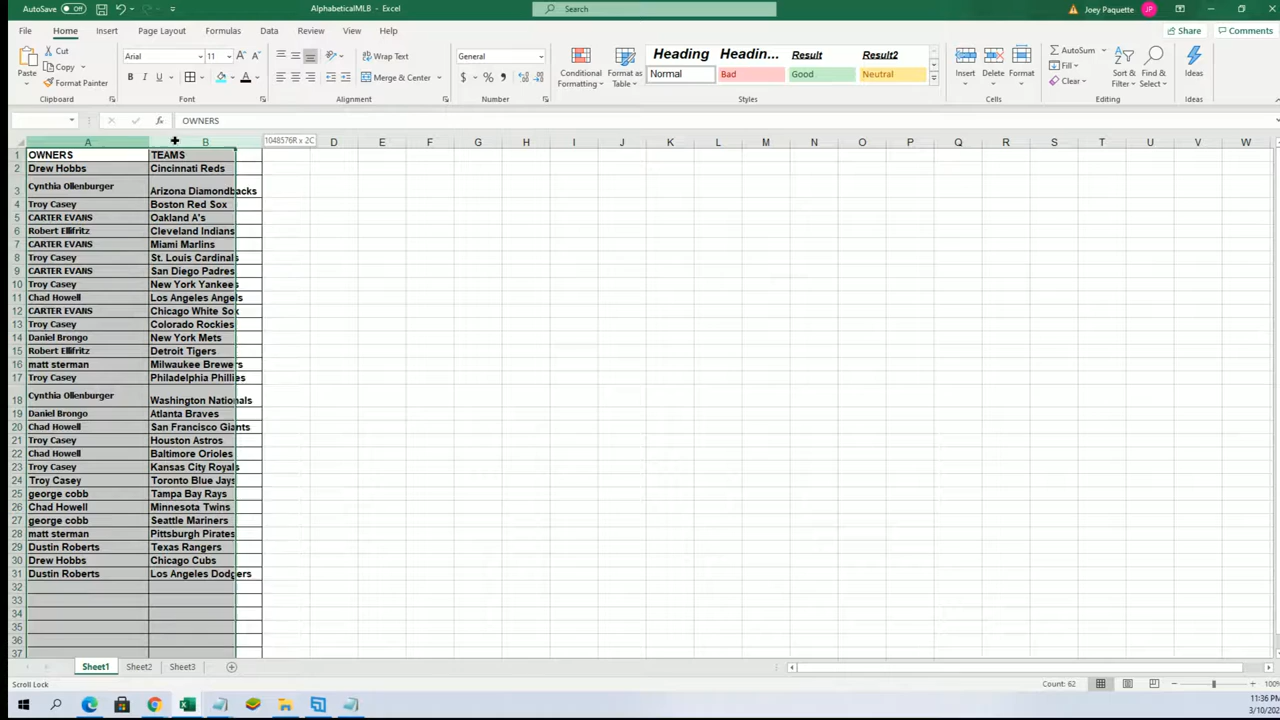 AutoSave Off AlphabeticalMLB - Excel Search Joey Paquette JP
File Home Insert Page Layout Formulas Data Review View Help Share Comments
Paste Cut Copy Format Painter Clipboard
Arial 11 B I U A A A Font
Wrap Text Merge & Center Alignment
General $ % Number
Conditional Formatting Format as Table
Heading Headin... Result Result2
Normal Bad Good Neutral
Styles
Insert Delete Format Cells
AutoSum Fill Clear Sort & Filter Find & Select Editing
Ideas Ideas
OWNERS
1048576R x 2C
A B D E F G H I J K L M N O P Q R S T U V W
1 OWNERS TEAMS
2 Drew Hobbs Cincinnati Reds
3 Cynthia Ollenburger Arizona Diamondbacks
4 Troy Casey Boston Red Sox
5 CARTER EVANS Oakland A's
6 Robert Ellifritz Cleveland Indians
7 CARTER EVANS Miami Marlins
8 Troy Casey St. Louis Cardinals
9 CARTER EVANS San Diego Padres
10 Troy Casey New York Yankees
11 Chad Howell Los Angeles Angels
12 CARTER EVANS Chicago White Sox
13 Troy Casey Colorado Rockies
14 Daniel Brongo New York Mets
15 Robert Ellifritz Detroit Tigers
16 matt sterman Milwaukee Brewers
17 Troy Casey Philadelphia Phillies
18 Cynthia Ollenburger Washington Nationals
19 Daniel Brongo Atlanta Braves
20 Chad Howell San Francisco Giants
21 Troy Casey Houston Astros
22 Chad Howell Baltimore Orioles
23 Troy Casey Kansas City Royals
24 Troy Casey Toronto Blue Jays
25 george cobb Tampa Bay Rays
26 Chad Howell Minnesota Twins
27 george cobb Seattle Mariners
28 matt sterman Pittsburgh Pirates
29 Dustin Roberts Texas Rangers
30 Drew Hobbs Chicago Cubs
31 Dustin Roberts Los Angeles Dodgers
32
33
34
35
36
37
Sheet1 Sheet2 Sheet3
Scroll Lock Count: 62 100%
11:36 PM
3/10/202